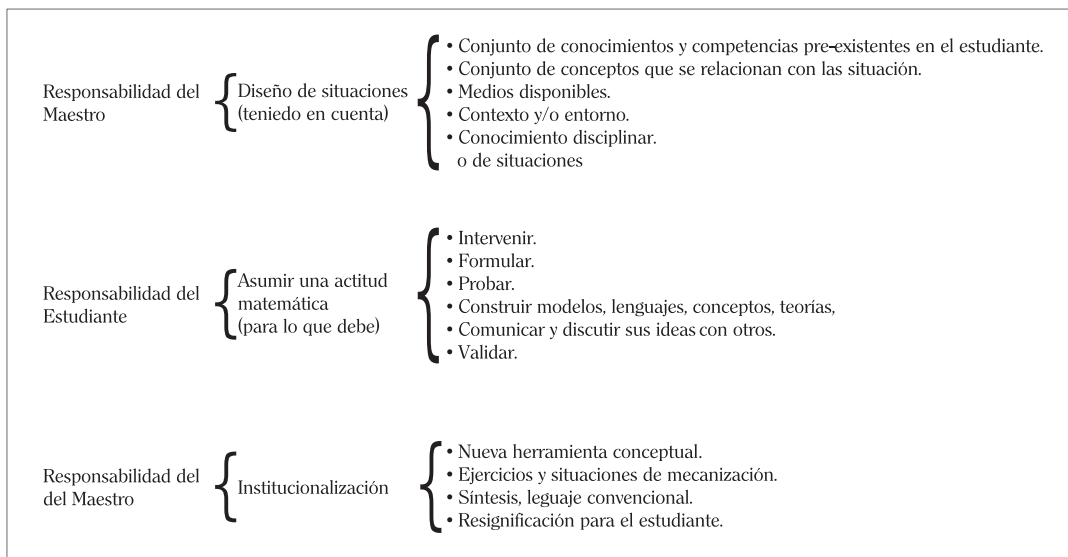 Responsabilidad del
Maestro
Diseño de situaciones
(teniedo en cuenta)
• Conjunto de conocimientos y competencias pre-existentes en el estudiante.
• Conjunto de conceptos que se relacionan con las situación.
• Medios disponibles.
• Contexto y/o entorno.
• Conocimiento disciplinar.
o de situaciones
Responsabilidad del
Estudiante
Asumir una actitud
matemática
(para lo que debe)
• Intervenir.
• Formular.
• Probar.
• Construir modelos, lenguajes, conceptos, teorías,
• Comunicar y discutir sus ideas con otros.
• Validar.
Responsabilidad del
del Maestro
Institucionalización
• Nueva herramienta conceptual.
• Ejercicios y situaciones de mecanización.
• Síntesis, leguaje convencional.
• Resignificación para el estudiante.